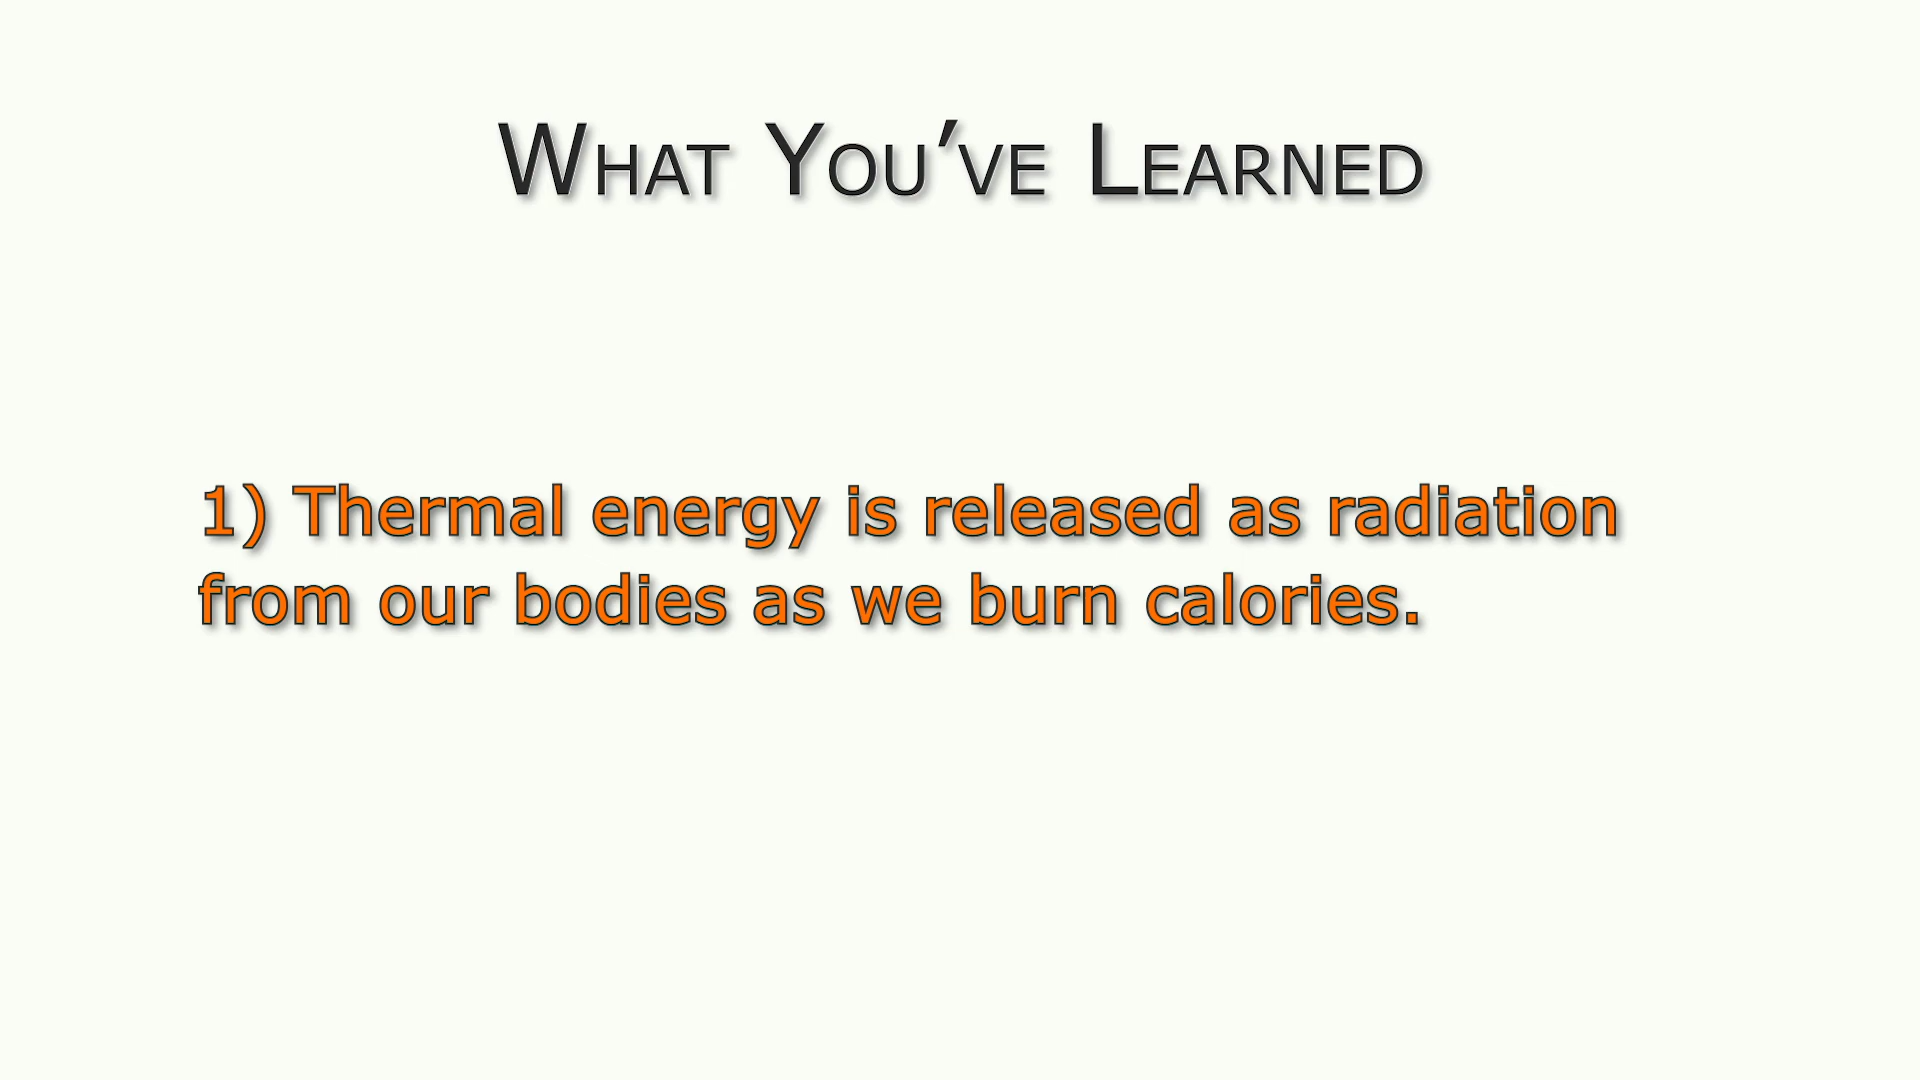 What You’ve Learned
1) Thermal energy is released as radiation
from our bodies as we burn calories.